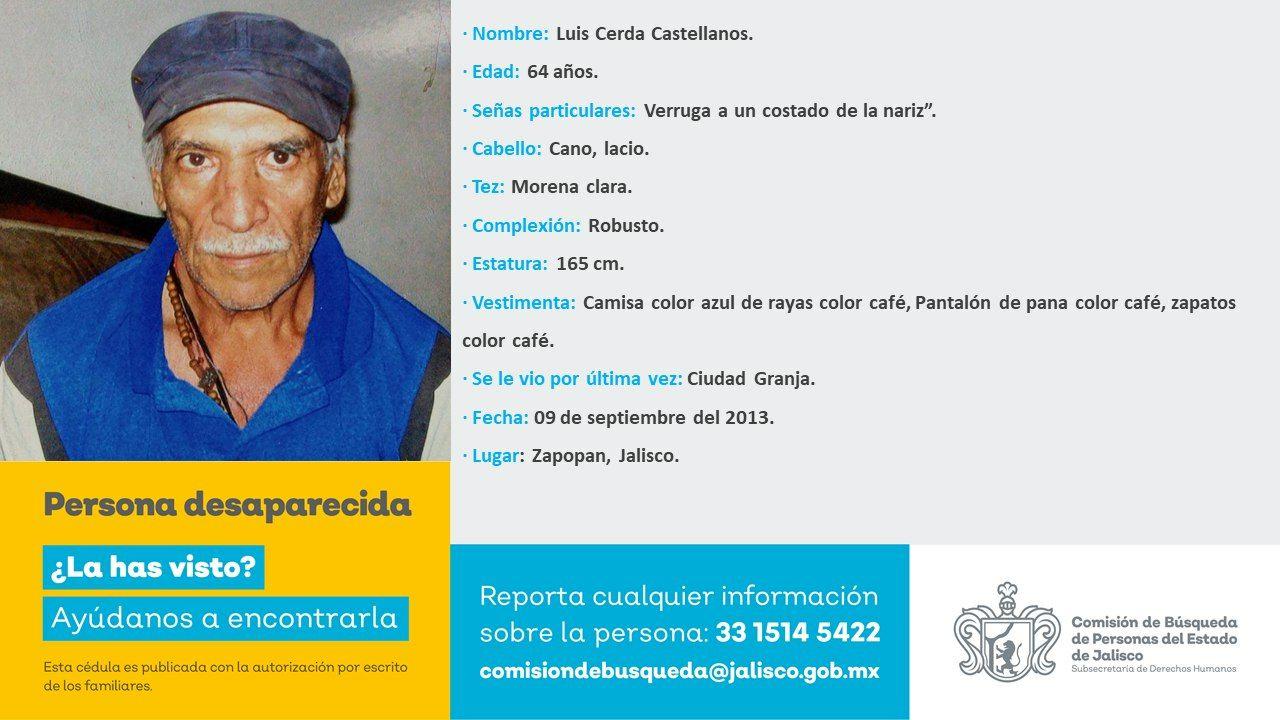 · Nombre: Luis Cerda Castellanos.
· Edad: 64 años.
· Señas particulares: Verruga a un costado de la nariz”.
· Cabello: Cano, lacio.
· Tez: Morena clara.
· Complexión: Robusto.
· Estatura: 165 cm.
· Vestimenta: Camisa color azul de rayas color café, Pantalón de pana color café, zapatos
color café.
· Se le vio por última vez: Ciudad Granja.
· Fecha: 09 de septiembre del 2013.
· Lugar: Zapopan, Jalisco.
Persona desaparecida
¿La has visto?
Ayúdanos a encontrarla
Esta cédula es publicada con la autorización por escrito
de los familiares.
Reporta cualquier información
sobre la persona: 33 1514 5422
comisiondebusqueda@jalisco.gob.mx
Comisión de Búsqueda
de Personas del Estado
de Jalisco
Subsecretaría de Derechos Humanos